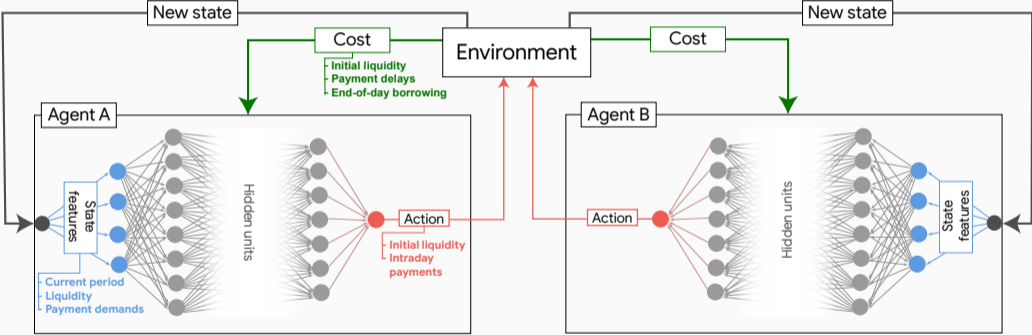 New state
New state
Cost
Environment
Cost
Initial liquidity
Payment delays
End-of-day borrowing
Agent A
State
features
Hidden units
Action
Initial liquidity
Intraday
payments
Current period
Liquidity
Payment demands
Agent B
Action
Hidden units
State
features